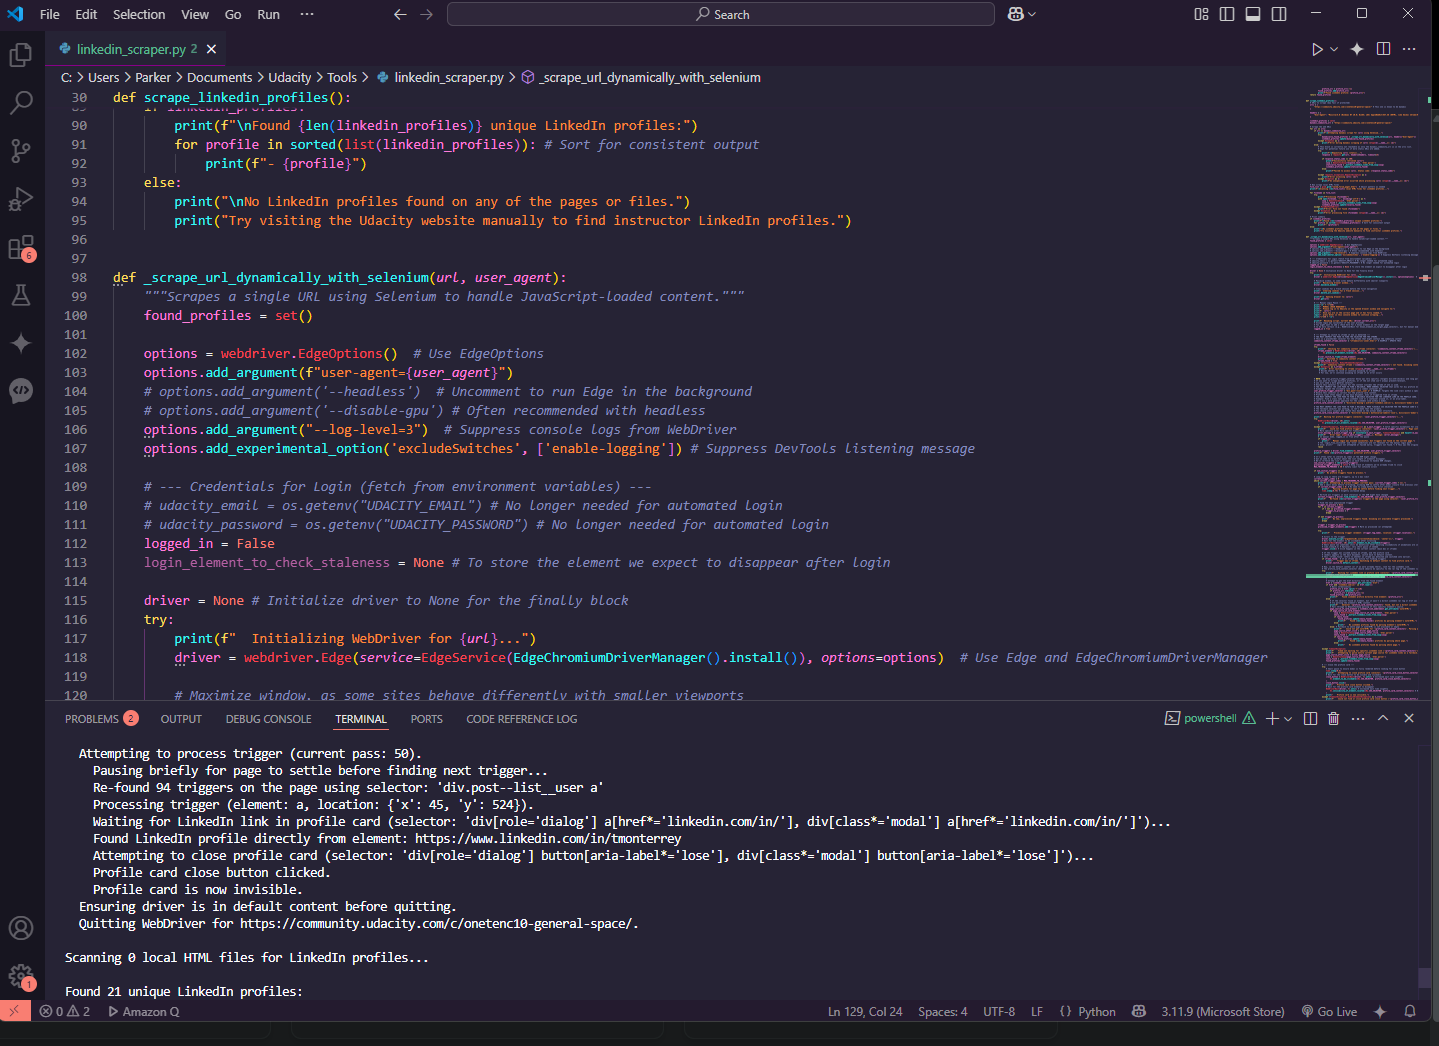 File Edit Selection View Go Run ··· Search
linkedin_scraper.py 2
C: > Users > Parker > Documents > Udacity > Tools > linkedin_scraper.py > _scrape_url_dynamically_with_selenium
30 def scrape_linkedin_profiles():
90 print(f"\nFound {len(linkedin_profiles)} unique LinkedIn profiles:")
91 for profile in sorted(list(linkedin_profiles)): # Sort for consistent output
92 print(f"- {profile}")
93 else:
94 print("\nNo LinkedIn profiles found on any of the pages or files.")
95 print("Try visiting the Udacity website manually to find instructor LinkedIn profiles.")
96
97
98 def _scrape_url_dynamically_with_selenium(url, user_agent):
99 """Scrapes a single URL using Selenium to handle JavaScript-loaded content."""
100 found_profiles = set()
101
102 options = webdriver.EdgeOptions()  # Use EdgeOptions
103 options.add_argument(f"user-agent={user_agent}")
104 # options.add_argument('--headless')  # Uncomment to run Edge in the background
105 # options.add_argument('--disable-gpu') # Often recommended with headless
106 options.add_argument("--log-level=3")  # Suppress console logs from WebDriver
107 options.add_experimental_option('excludeSwitches', ['enable-logging']) # Suppress DevTools listening message
108
109 # --- Credentials for Login (fetch from environment variables) ---
110 # udacity_email = os.getenv("UDACITY_EMAIL") # No longer needed for automated login
111 # udacity_password = os.getenv("UDACITY_PASSWORD") # No longer needed for automated login
112 logged_in = False
113 login_element_to_check_staleness = None # To store the element we expect to disappear after login
114
115 driver = None # Initialize driver to None for the finally block
116 try:
117 print(f"  Initializing WebDriver for {url}...")
118 driver = webdriver.Edge(service=EdgeService(EdgeChromiumDriverManager().install()), options=options)  # Use Edge and EdgeChromiumDriverManager
119
120 # Maximize window, as some sites behave differently with smaller viewports
6
PROBLEMS 2 OUTPUT DEBUG CONSOLE TERMINAL PORTS CODE REFERENCE LOG powershell
Attempting to process trigger (current pass: 50).
Pausing briefly for page to settle before finding next trigger...
Re-found 94 triggers on the page using selector: 'div.post--list__user a'
Processing trigger (element: a, location: {'x': 45, 'y': 524}).
Waiting for LinkedIn link in profile card (selector: 'div[role='dialog'] a[href*='linkedin.com/in/'], div[class*='modal'] a[href*='linkedin.com/in/']')...
Found LinkedIn profile directly from element: https://www.linkedin.com/in/tmonterrey
Attempting to close profile card (selector: 'div[role='dialog'] button[aria-label*='lose'], div[class*='modal'] button[aria-label*='lose']')...
Profile card close button clicked.
Profile card is now invisible.
Ensuring driver is in default content before quitting.
Quitting WebDriver for https://community.udacity.com/c/onetenc10-general-space/.
Scanning 0 local HTML files for LinkedIn profiles...
Found 21 unique LinkedIn profiles:
1
0 2 Amazon Q Ln 129, Col 24 Spaces: 4 UTF-8 LF {} Python 3.11.9 (Microsoft Store) Go Live